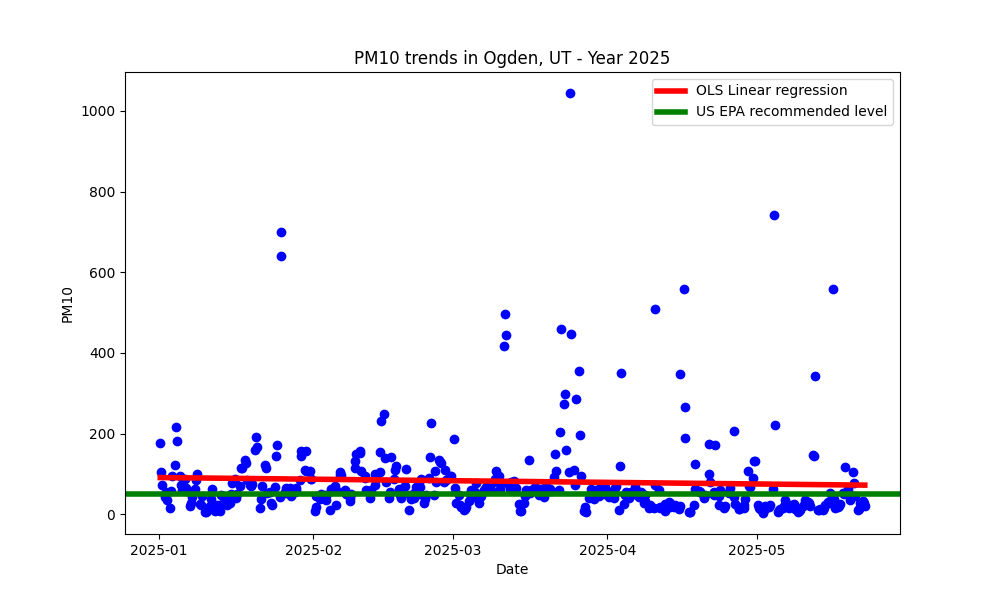 PM10 trends in Ogden, UT - Year 2025
OLS Linear regression
US EPA recommended level
1000
800
600
400
200
0
PM10
2025-01
2025-02
2025-03
2025-04
2025-05
Date